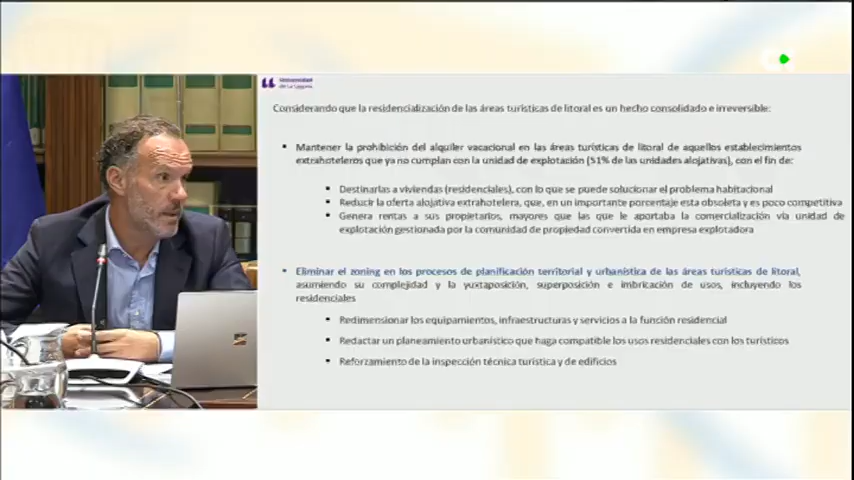 Universidad
de La Laguna
Considerando que la residencialización de las áreas turísticas de litoral es un hecho consolidado e irreversible:
▪ Mantener la prohibición del alquiler vacacional en las áreas turísticas de litoral de aquellos establecimientos
extrahoteleros que ya no cumplan con la unidad de explotación (51% de las unidades alojativas), con el fin de:
▪ Destinarlas a viviendas (residenciales), con lo que se puede solucionar el problema habitacional
▪ Reducir la oferta alojativa extrahotelera, que, en un importante porcentaje esta obsoleta y es poco competitiva
▪ Genera rentas a sus propietarios, mayores que las que le aportaba la comercialización vía unidad de
explotación gestionada por la comunidad de propiedad convertida en empresa explotadora
▪ Eliminar el zoning en los procesos de planificación territorial y urbanística de las áreas turísticas de litoral,
asumiendo su complejidad y la yuxtaposición, superposición e imbricación de usos, incluyendo los
residenciales
▪ Redimensionar los equipamientos, infraestructuras y servicios a la función residencial
▪ Redactar un planeamiento urbanístico que haga compatible los usos residenciales con los turísticos
▪ Reforzamiento de la inspección técnica turística y de edificios